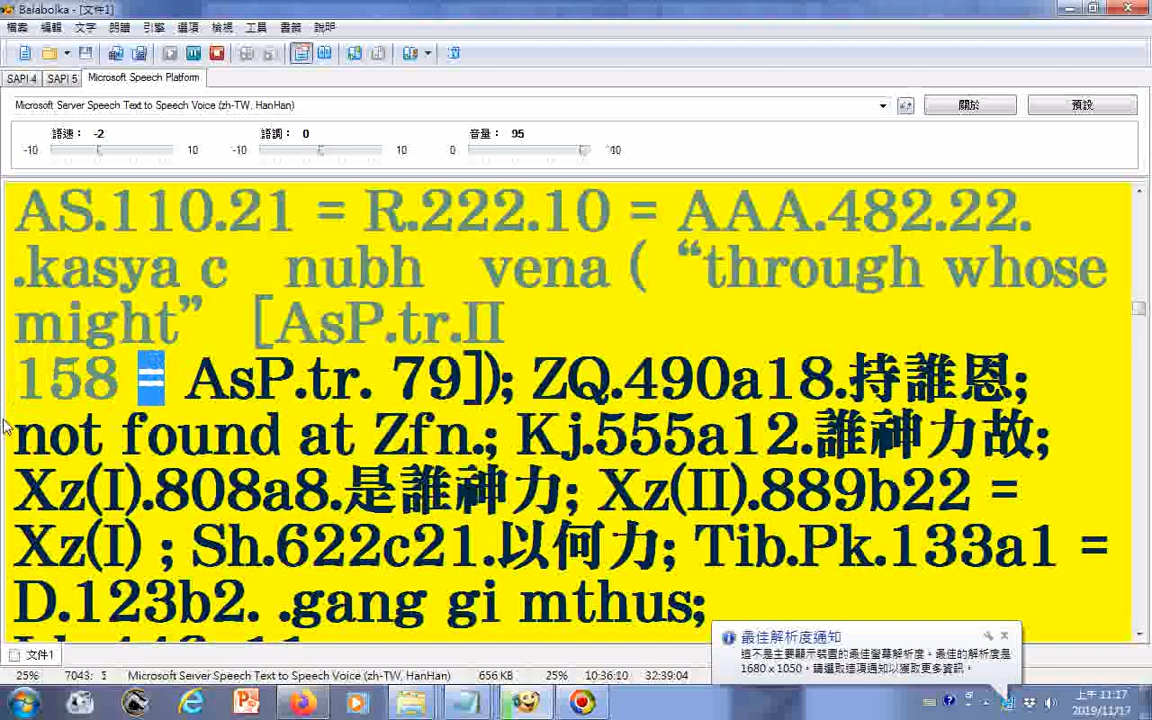 Balabolka - [文件1]
檔案 編輯 文字 朗讀 引擎 選項 檢視 工具 書籤 說明
SAPI 4 SAPI 5 Microsoft Speech Platform
Microsoft Server Speech Text to Speech Voice (zh-TW, HanHan) 關於 預設
語速： -2 語調： 0 音量： 95
-10 10 -10 10 0
AS.110.21 = R.222.10 = AAA.482.22.
.kasya c nubh vena ( “through whose
might” [AsP.tr.II
158 = AsP.tr. 79]); ZQ.490a18.持誰恩;
not found at Zfn.; Kj.555a12.誰神力故;
Xz(I).808a8.是誰神力; Xz(II).889b22 =
Xz(I) ; Sh.622c21.以何力; Tib.Pk.133a1 =
D.123b2. .gang gi mthus;
最佳解析度通知
這不是主要顯示裝置的最佳螢幕解析度。最佳的解析度是
1680 x 1050。請選取這項通知以獲取更多資訊。
文件1
25% 7043: Microsoft Server Speech Text to Speech Voice (zh-TW, HanHan) 656 KB 25% 10:36:10 32:39:04
上午 11:17
2019/11/17